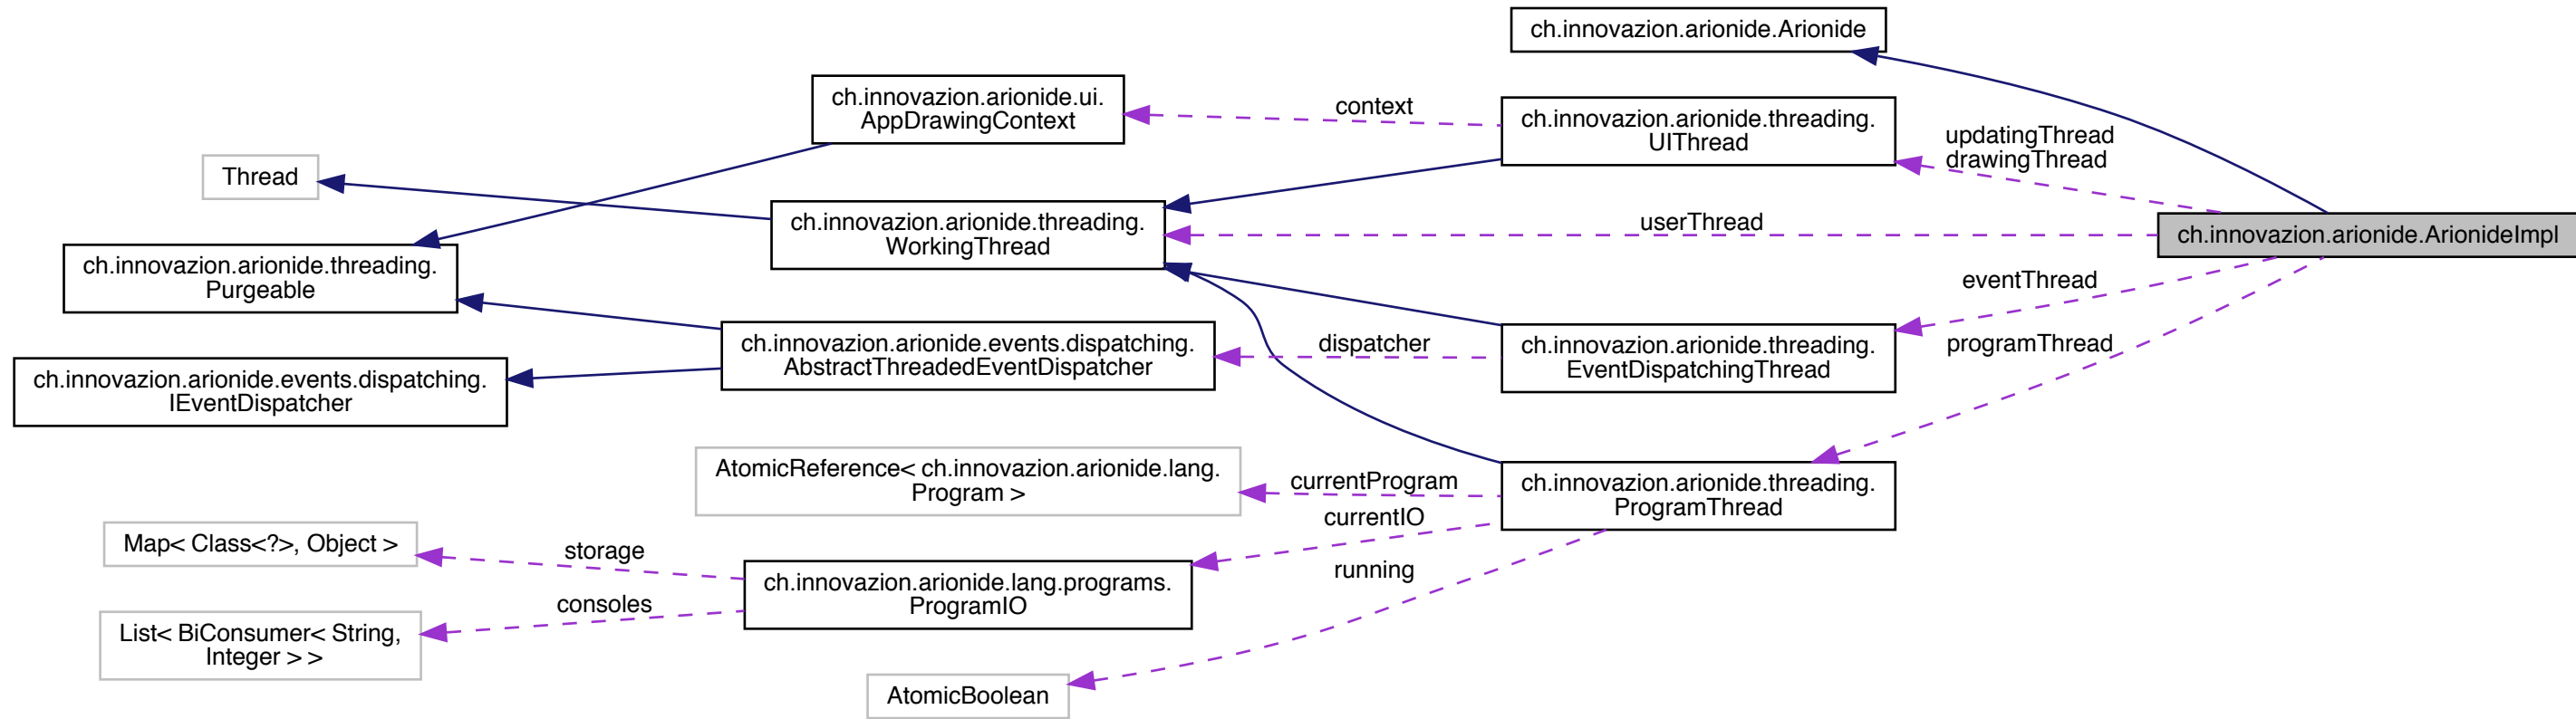 ch.innovazion.arionide.Arionide
ch.innovazion.arionide.ui.
AppDrawingContext
context
ch.innovazion.arionide.threading.
UIThread
updatingThread
drawingThread
Thread
ch.innovazion.arionide.threading.
WorkingThread
userThread
ch.innovazion.arionide.ArionideImpl
ch.innovazion.arionide.threading.
Purgeable
eventThread
ch.innovazion.arionide.events.dispatching.
AbstractThreadedEventDispatcher
dispatcher
ch.innovazion.arionide.threading.
EventDispatchingThread
programThread
ch.innovazion.arionide.events.dispatching.
IEventDispatcher
AtomicReference< ch.innovazion.arionide.lang.
Program >
currentProgram
ch.innovazion.arionide.threading.
ProgramThread
currentIO
Map< Class<?>, Object >
storage
ch.innovazion.arionide.lang.programs.
ProgramIO
running
consoles
List< BiConsumer< String,
Integer > >
AtomicBoolean